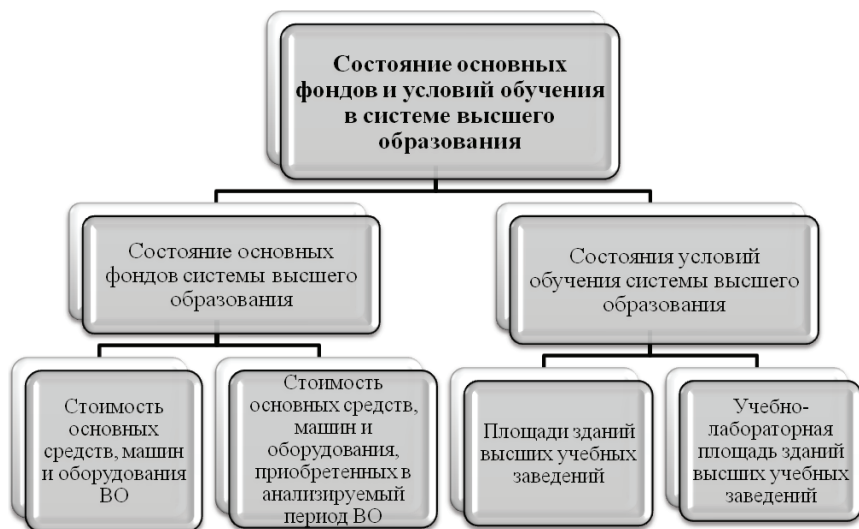 Состояние основных
фондов и условий обучения
в системе высшего
образования
Состояние основных
фондов системы высшего
образования
Состояния условий
обучения системы высшего
образования
Стоимость
основных
средств, машин
и оборудования
ВО
Стоимость
основных средств,
машин и
оборудования,
приобретенных в
анализируемый
период ВО
Площади зданий
высших учебных
заведений
Учебно-
лабораторная
площадь зданий
высших учебных
заведений